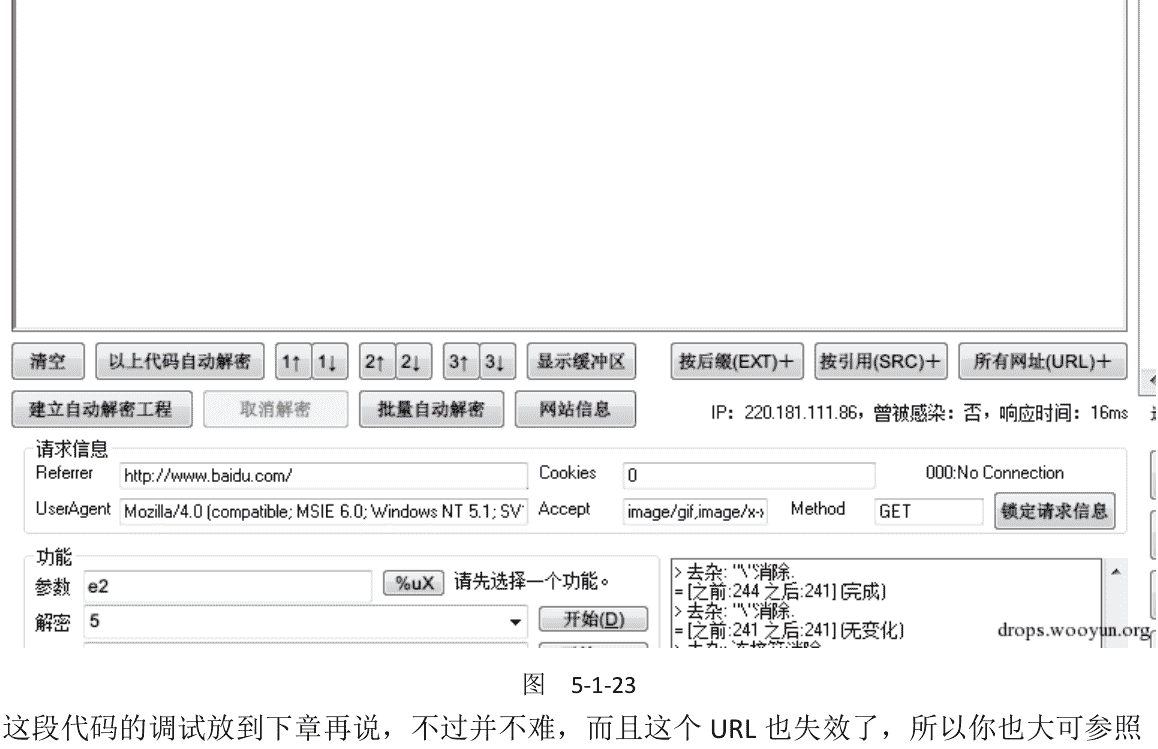 清空 以上代码自动解密 1↑ 1↓ 2↑ 2↓ 3↑ 3↓ 显示缓冲区 按后缀(EXT)＋ 按引用(SRC)＋ 所有网址(URL)＋
建立自动解密工程 取消解密 批量自动解密 网站信息 IP：220.181.111.86，曾被感染：否，响应时间：16ms
请求信息
Referrer http://www.baidu.com/ Cookies 0 000:No Connection
UserAgent Mozilla/4.0 (compatible; MSIE 6.0; Windows NT 5.1; SV1 Accept image/gif,image/x-x Method GET 锁定请求信息
功能
参数 e2 %uX 请先选择一个功能。
解密 5 开始(D)
> 去杂: "\"消除.
= [之前:244 之后:241] (完成)
> 去杂: "\"消除.
= [之前:241 之后:241] (无变化)
drops.wooyun.org
图 5-1-23
这段代码的调试放到下章再说，不过并不难，而且这个 URL 也失效了，所以你也大可参照